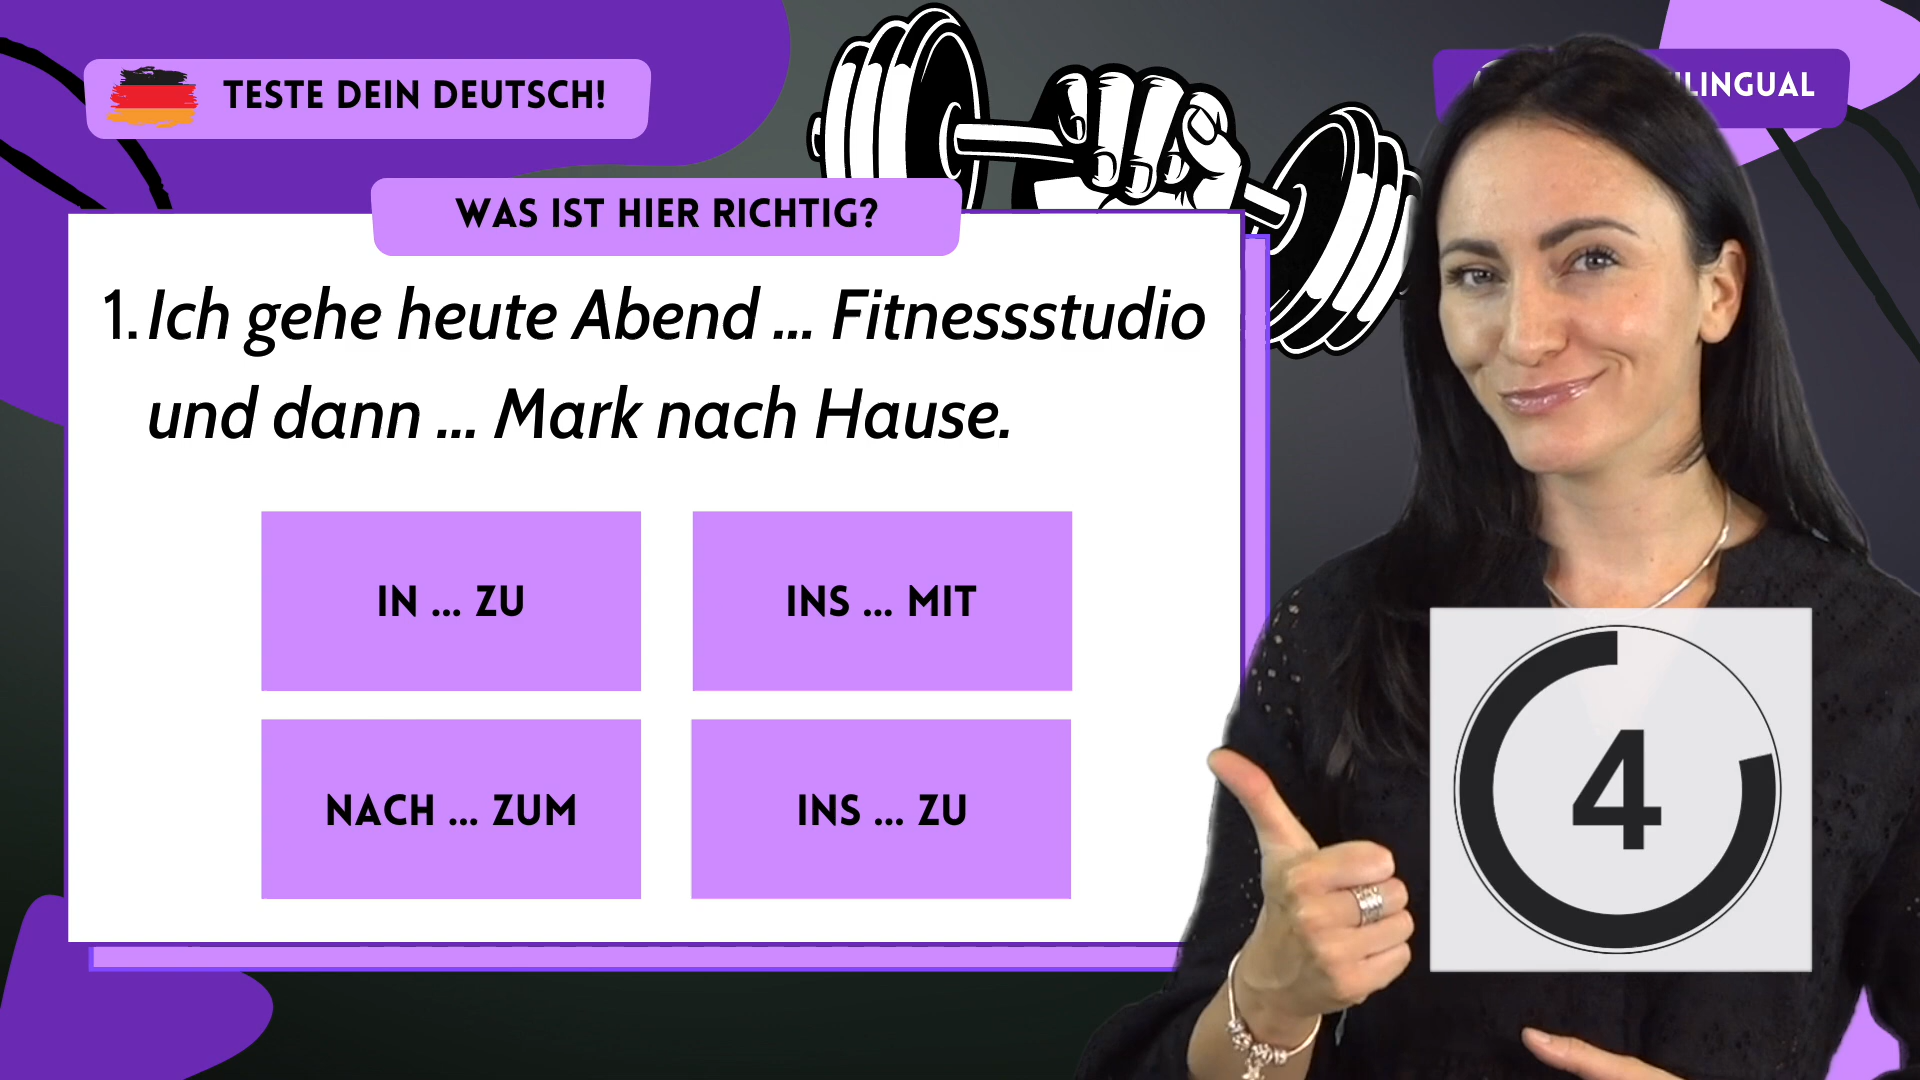 TESTE DEIN DEUTSCH!
LINGUAL
WAS IST HIER RICHTIG?
1. Ich gehe heute Abend ... Fitnessstudio
und dann ... Mark nach Hause.
IN ... ZU
INS ... MIT
NACH ... ZUM
INS ... ZU
4